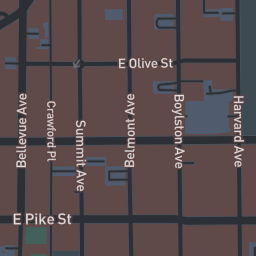 E Olive St
Bellevue Ave
Crawford Pl
Summit Ave
Belmont Ave
Boylston Ave
Harvard Ave
E Pike St